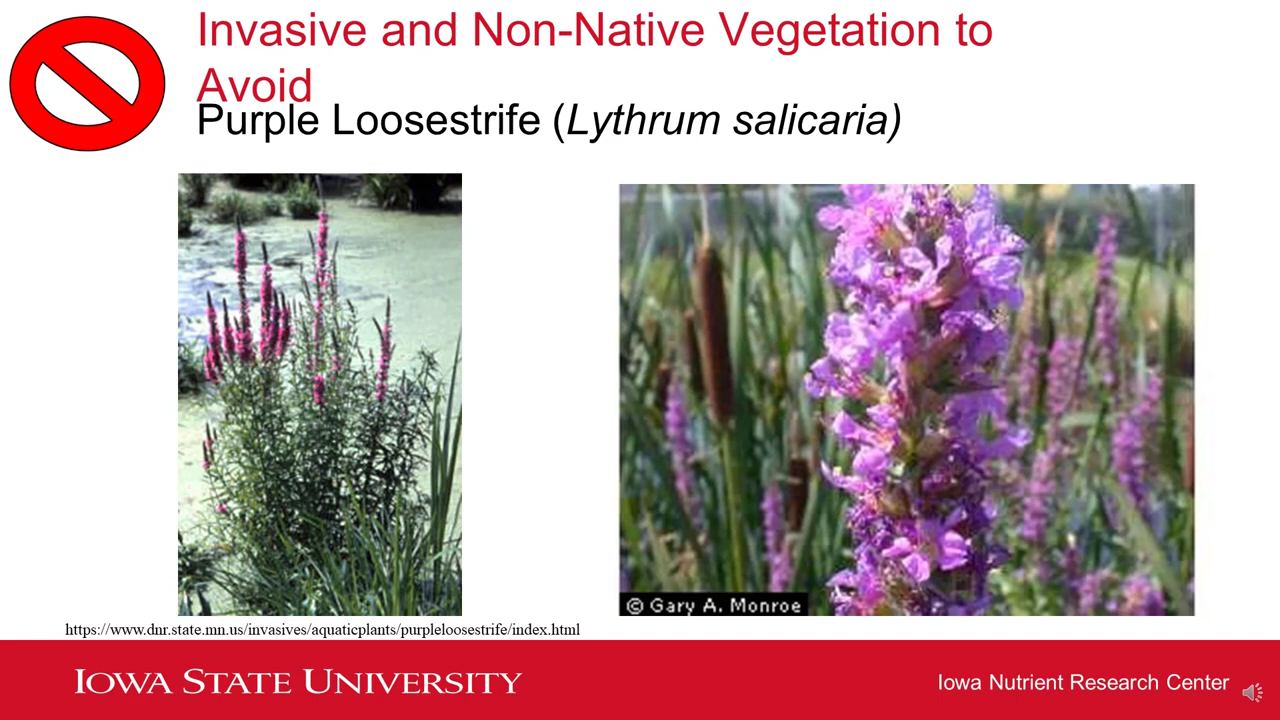 Invasive and Non-Native Vegetation to
Avoid
Purple Loosestrife (Lythrum salicaria)
© Gary A. Monroe
https://www.dnr.state.mn.us/invasives/aquaticplants/purpleloosestrife/index.html
IOWA STATE UNIVERSITY
Iowa Nutrient Research Center